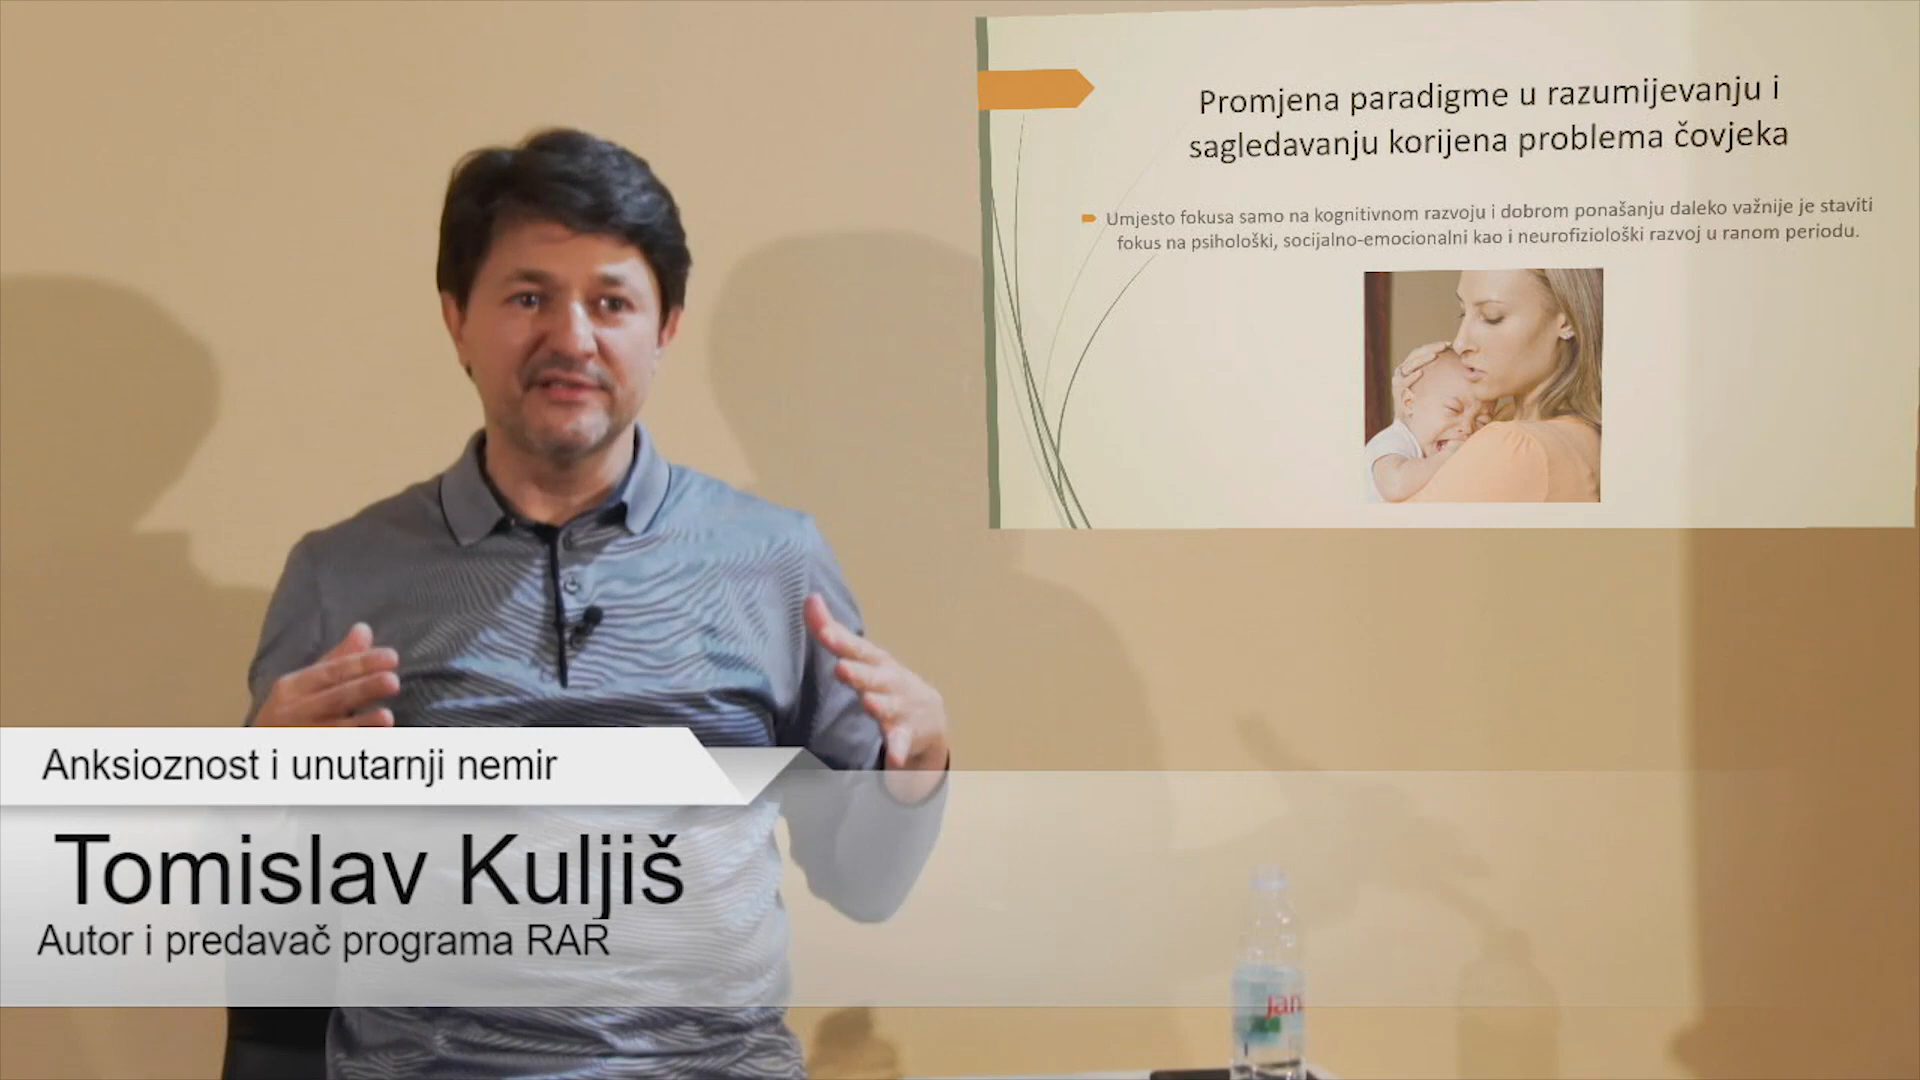 Promjena paradigme u razumijevanju i
sagledavanju korijena problema čovjeka
Umjesto fokusa samo na kognitivnom razvoju i dobrom ponašanju daleko važnije je staviti
fokus na psihološki, socijalno-emocionalni kao i neurofiziološki razvoj u ranom periodu.
Anksioznost i unutarnji nemir
Tomislav Kuljiš
Autor i predavač programa RAR
jan